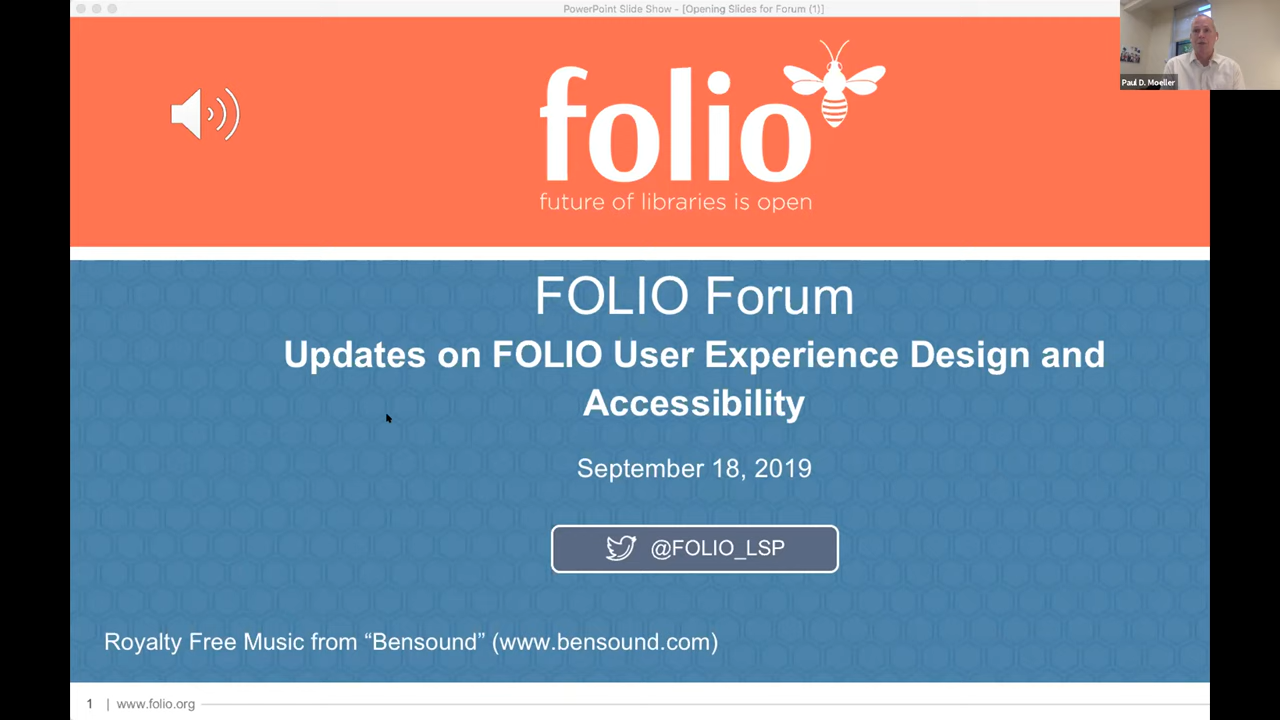 PowerPoint Slide Show - [Opening Slides for Forum (1)]
Paul D. Moeller
folio
future of libraries is open
FOLIO Forum
Updates on FOLIO User Experience Design and
Accessibility
September 18, 2019
@FOLIO_LSP
Royalty Free Music from “Bensound” (www.bensound.com)
1 | www.folio.org